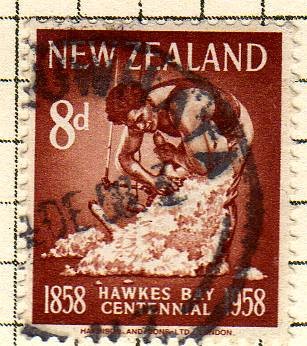 NEW ZEALAND
8d
1858 HAWKES BAY 1958
CENTENNIAL
HARRISON AND SONS LTD LONDON